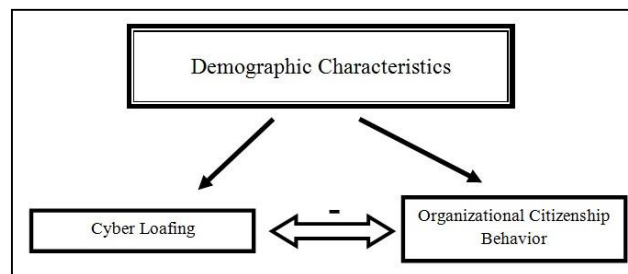 Demographic Characteristics
-
Cyber Loafing
Organizational Citizenship
Behavior